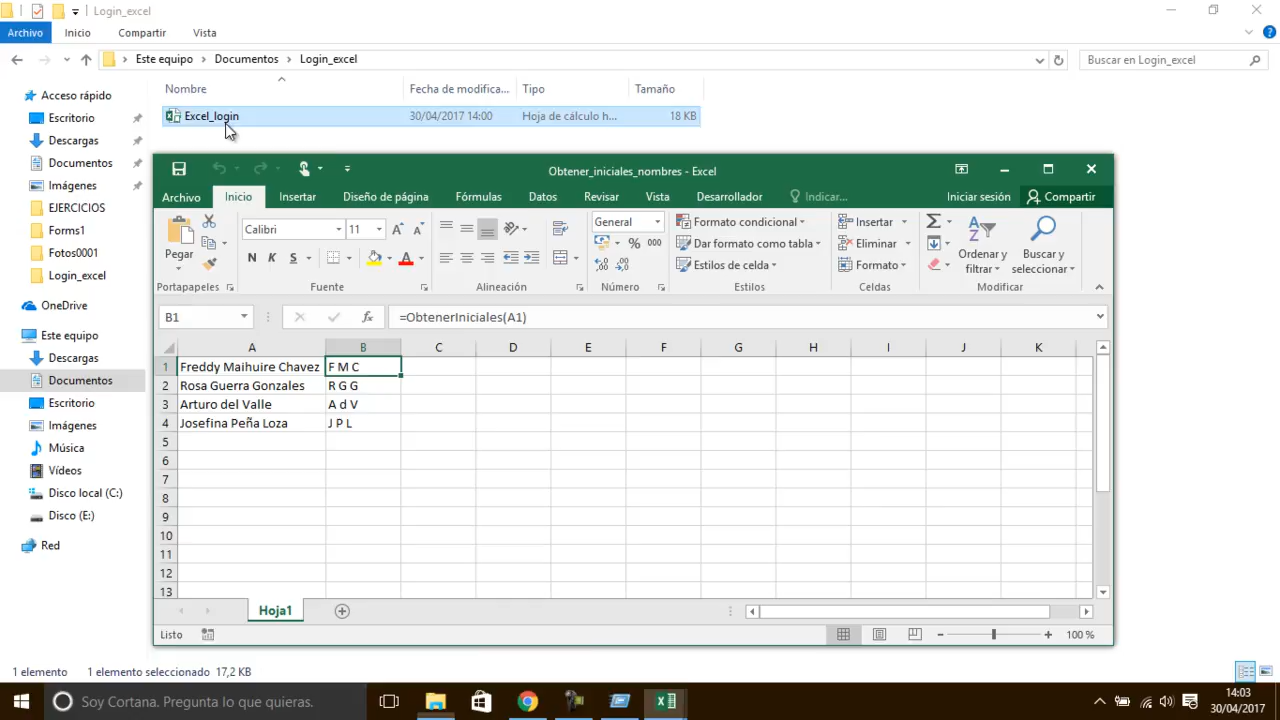 Login_excel
Archivo Inicio Compartir Vista
Este equipo Documentos Login_excel Buscar en Login_excel
Nombre Fecha de modifica... Tipo Tamaño
Excel_login 30/04/2017 14:00 Hoja de cálculo h... 18 KB
Acceso rápido
Escritorio
Descargas
Documentos
Imágenes
EJERCICIOS
Forms1
Fotos0001
Login_excel
OneDrive
Este equipo
Descargas
Documentos
Escritorio
Imágenes
Música
Vídeos
Disco local (C:)
Disco (E:)
Red
Obtener_iniciales_nombres - Excel
Archivo Inicio Insertar Diseño de página Fórmulas Datos Revisar Vista Desarrollador Indicar... Iniciar sesión Compartir
Pegar
Calibri 11
N K S
General
% 000
Formato condicional
Dar formato como tabla
Estilos de celda
Insertar
Eliminar
Formato
Ordenar y filtrar
Buscar y seleccionar
Portapapeles Fuente Alineación Número Estilos Celdas Modificar
B1 fx =ObtenerIniciales(A1)
A B C D E F G H I J K
1 Freddy Maihuire Chavez F M C
2 Rosa Guerra Gonzales R G G
3 Arturo del Valle A d V
4 Josefina Peña Loza J P L
5
6
7
8
9
10
11
12
13
Hoja1
Listo 100 %
1 elemento 1 elemento seleccionado 17,2 KB
Soy Cortana. Pregunta lo que quieras.
14:03
30/04/2017